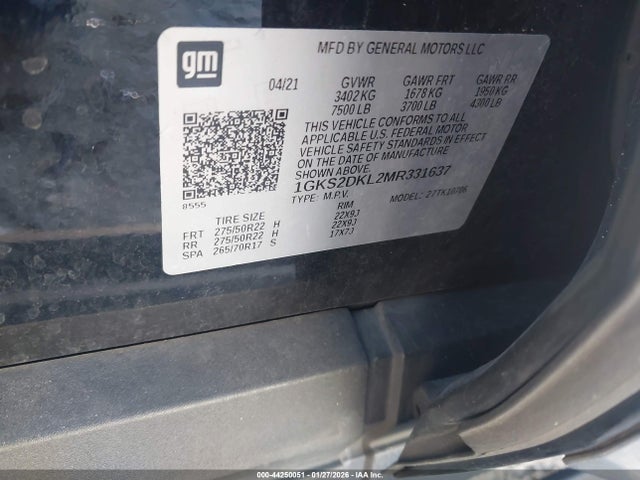 gm
MFD BY GENERAL MOTORS LLC
04/21 GVWR GAWR FRT GAWR RR
3402 KG 1678 KG 1950 KG
7500 LB 3700 LB 4300 LB
THIS VEHICLE CONFORMS TO ALL
APPLICABLE U.S. FEDERAL MOTOR
VEHICLE SAFETY STANDARDS IN EFFECT
ON THE DATE OF MANUFACTURE
SHOWN ABOVE.
1GKS2DKL2MR331637
TYPE: M.P.V. MODEL: 27TK10706
8555
TIRE SIZE RIM
FRT 275/50R22 H 22X9J
RR 275/50R22 H 22X9J
SPA 265/70R17 S 17X7J
000-44250051 | 01/27/2026 - IAAI.COM